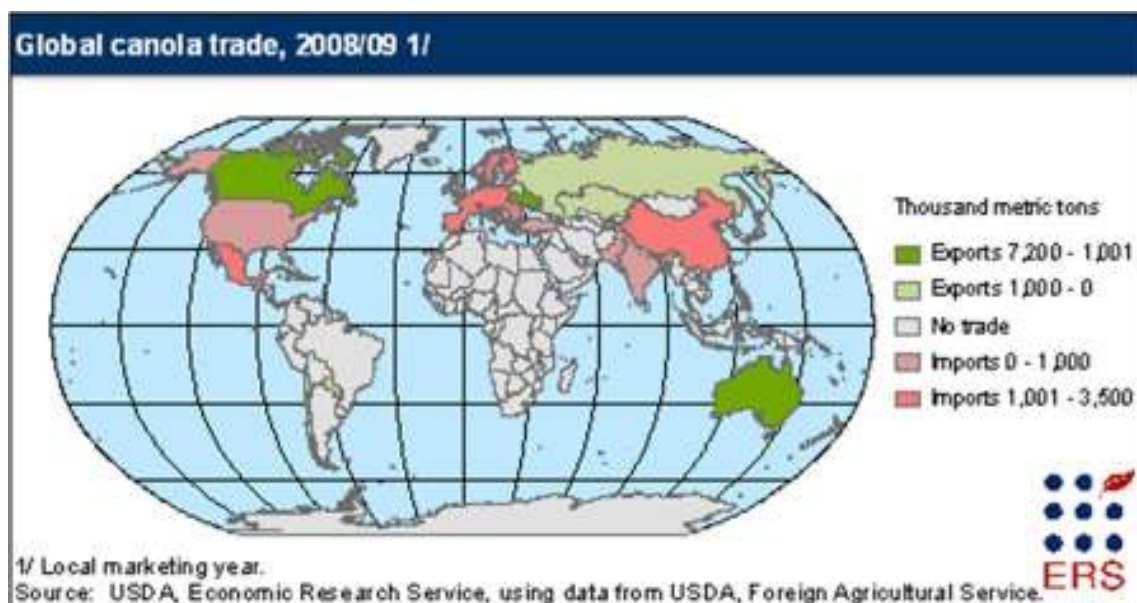 Global canola trade, 2008/09 1/
Thousand metric tons
Exports 7,200 - 1,001
Exports 1,000 - 0
No trade
Imports 0 - 1,000
Imports 1,001 - 3,500
ERS
1/ Local marketing year.
Source: USDA, Economic Research Service, using data from USDA, Foreign Agricultural Service.